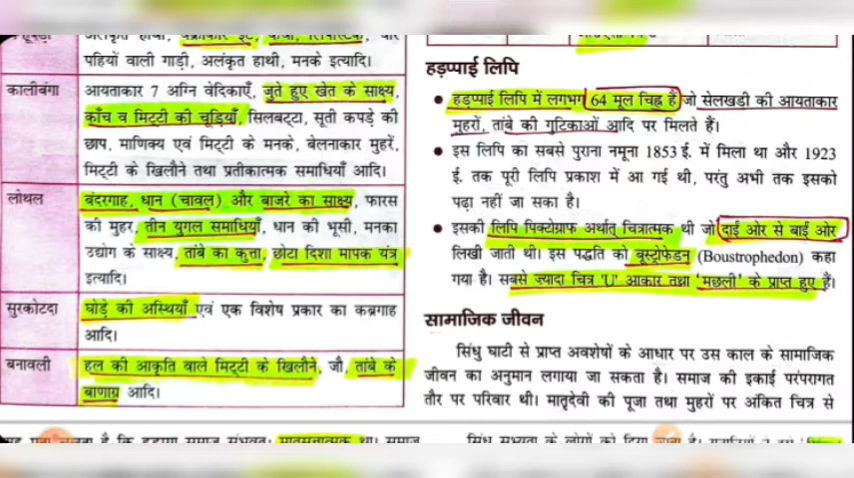 पहियों वाली गाड़ी, अलंकृत हाथी, मनके इत्यादि।
कालीबंगा
आयताकार 7 अग्नि वेदिकाएँ, जुते हुए खेत के साक्ष्य,
काँच व मिट्टी की चूड़ियाँ, सिलबट्टा, सूती कपड़े की
छाप, माणिक्य एवं मिट्टी के मनके, बेलनाकार मुहरें,
मिट्टी के खिलौने तथा प्रतीकात्मक समाधियाँ आदि।
लोथल
बंदरगाह, धान (चावल) और बाजरे का साक्ष्य, फारस
की मुहर, तीन युगल समाधियाँ, धान की भूसी, मनका
उद्योग के साक्ष्य, तांबे का कुत्ता, छोटा दिशा मापक यंत्र
इत्यादि।
सुरकोटदा
घोड़े की अस्थियाँ एवं एक विशेष प्रकार का कब्रगाह
आदि।
बनावली
हल की आकृति वाले मिट्टी के खिलौने, जौ, तांबे के
बाणाग्र आदि।
हड़प्पाई लिपि
• हड़प्पाई लिपि में लगभग 64 मूल चिह्न हैं जो सेलखड़ी की आयताकार
मुहरों, तांबे की गुटिकाओं आदि पर मिलते हैं।
• इस लिपि का सबसे पुराना नमूना 1853 ई. में मिला था और 1923
ई. तक पूरी लिपि प्रकाश में आ गई थी, परंतु अभी तक इसको
पढ़ा नहीं जा सका है।
• इसकी लिपि पिक्टोग्राफ अर्थात् चित्रात्मक थी जो दाईं ओर से बाईं ओर
लिखी जाती थी। इस पद्धति को बूस्ट्रोफेडन (Boustrophedon) कहा
गया है। सबसे ज्यादा चित्र 'U' आकार तथा 'मछली' के प्राप्त हुए हैं।
सामाजिक जीवन
सिंधु घाटी से प्राप्त अवशेषों के आधार पर उस काल के सामाजिक
जीवन का अनुमान लगाया जा सकता है। समाज की इकाई परंपरागत
तौर पर परिवार थी। मातृदेवी की पूजा तथा मुहरों पर अंकित चित्र से